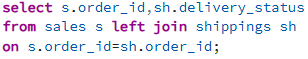 select s.order_id,sh.delivery_status
from sales s left join shippings sh
on s.order_id=sh.order_id;